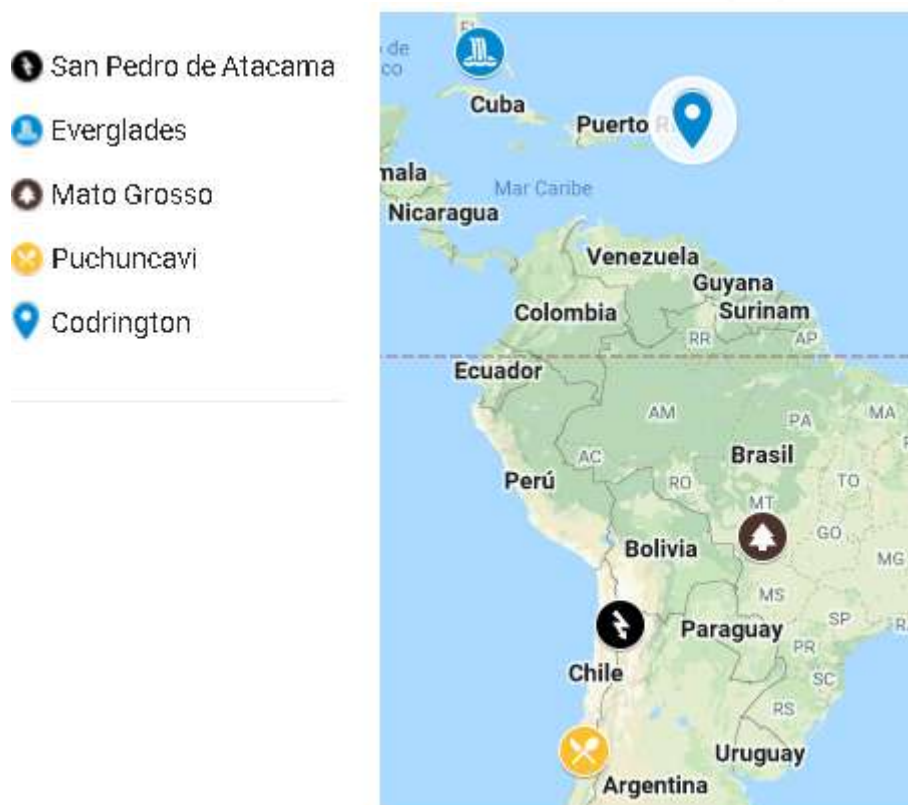 San Pedro de Atacama
Everglades
Mato Grosso
Puchuncavi
Codrington
FL
de
co
Cuba
Puerto
mala
Mar Caribe
Nicaragua
Venezuela
Guyana
Colombia
Surinam
RR
AP
Ecuador
AM
PA
MA
AC
Brasil
Perú
RO
TO
MT
Bolivia
GO
MG
MS
Paraguay
SP
PR
Chile
SC
RS
Uruguay
Argentina